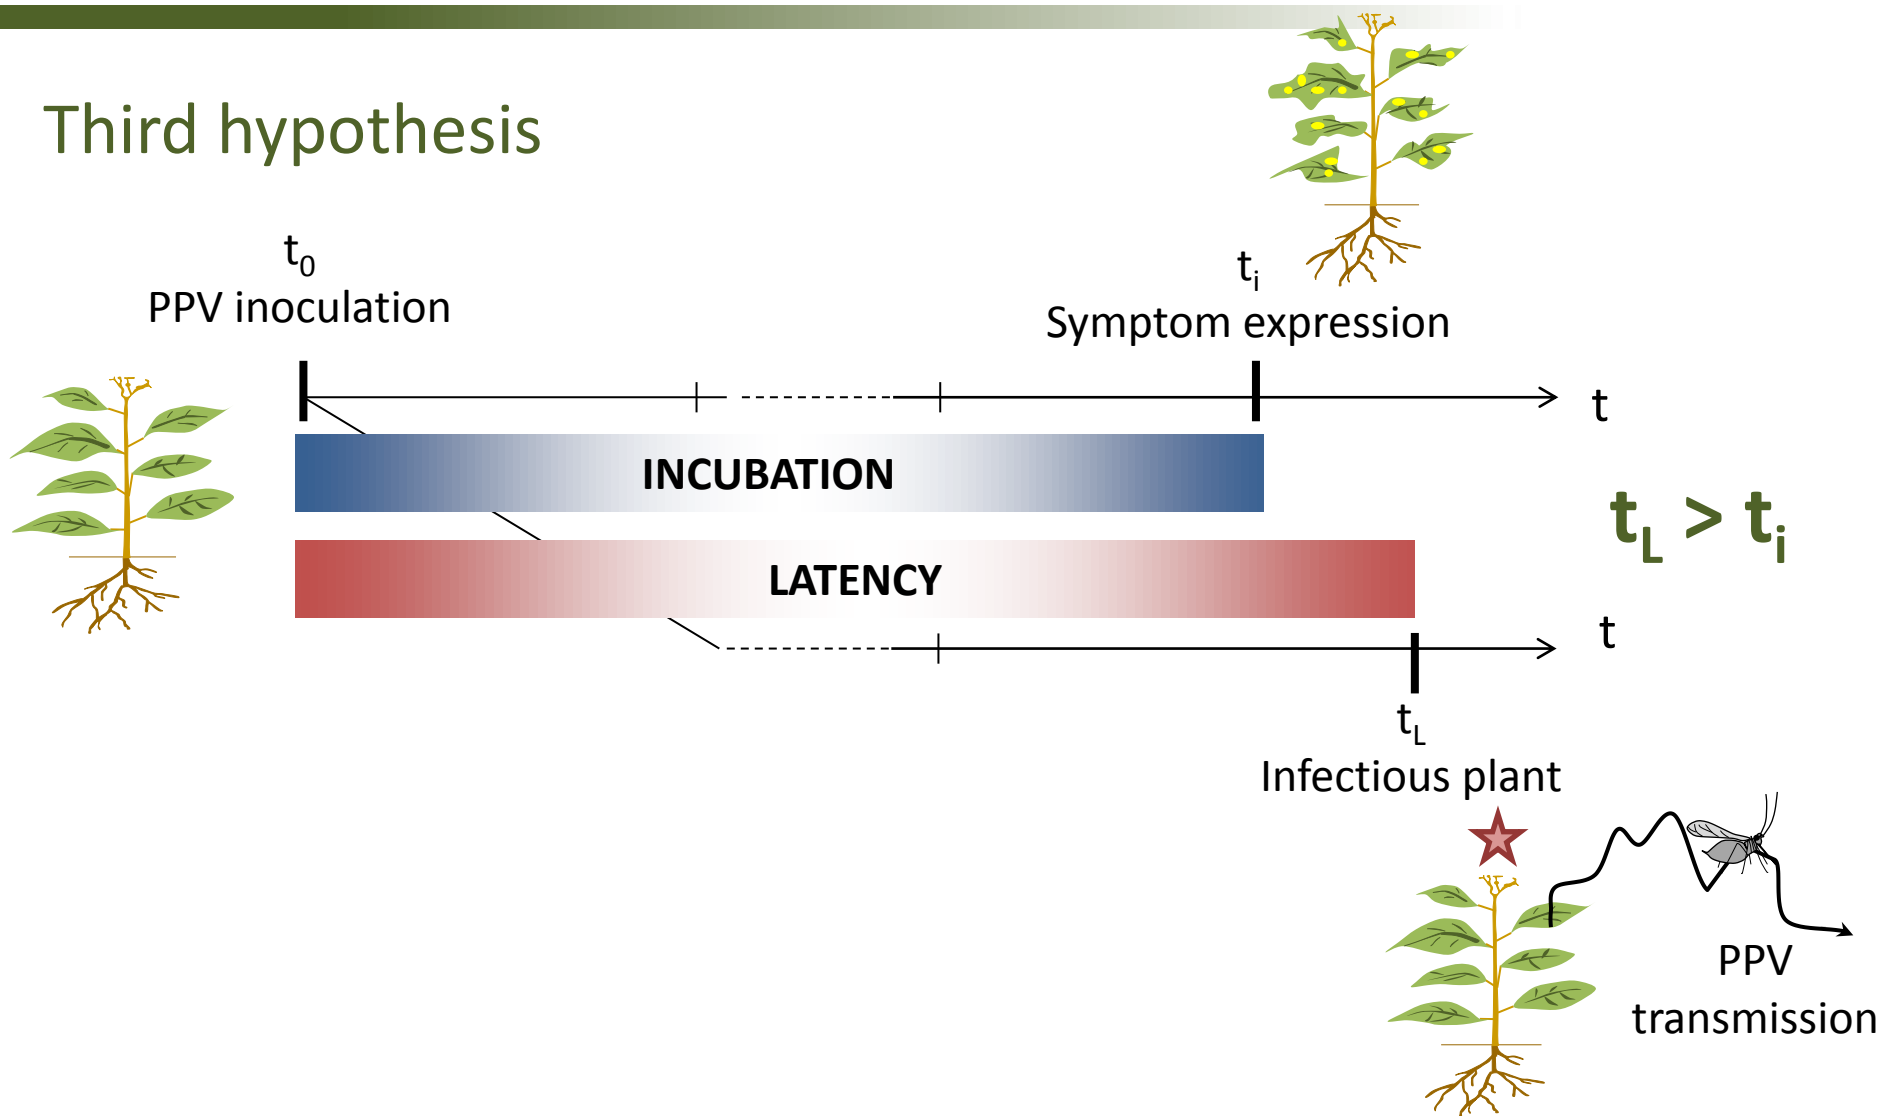 Third hypothesis
t0
PPV inoculation
ti
Symptom expression
t
INCUBATION
tL > ti
LATENCY
t
tL
Infectious plant
PPV
transmission